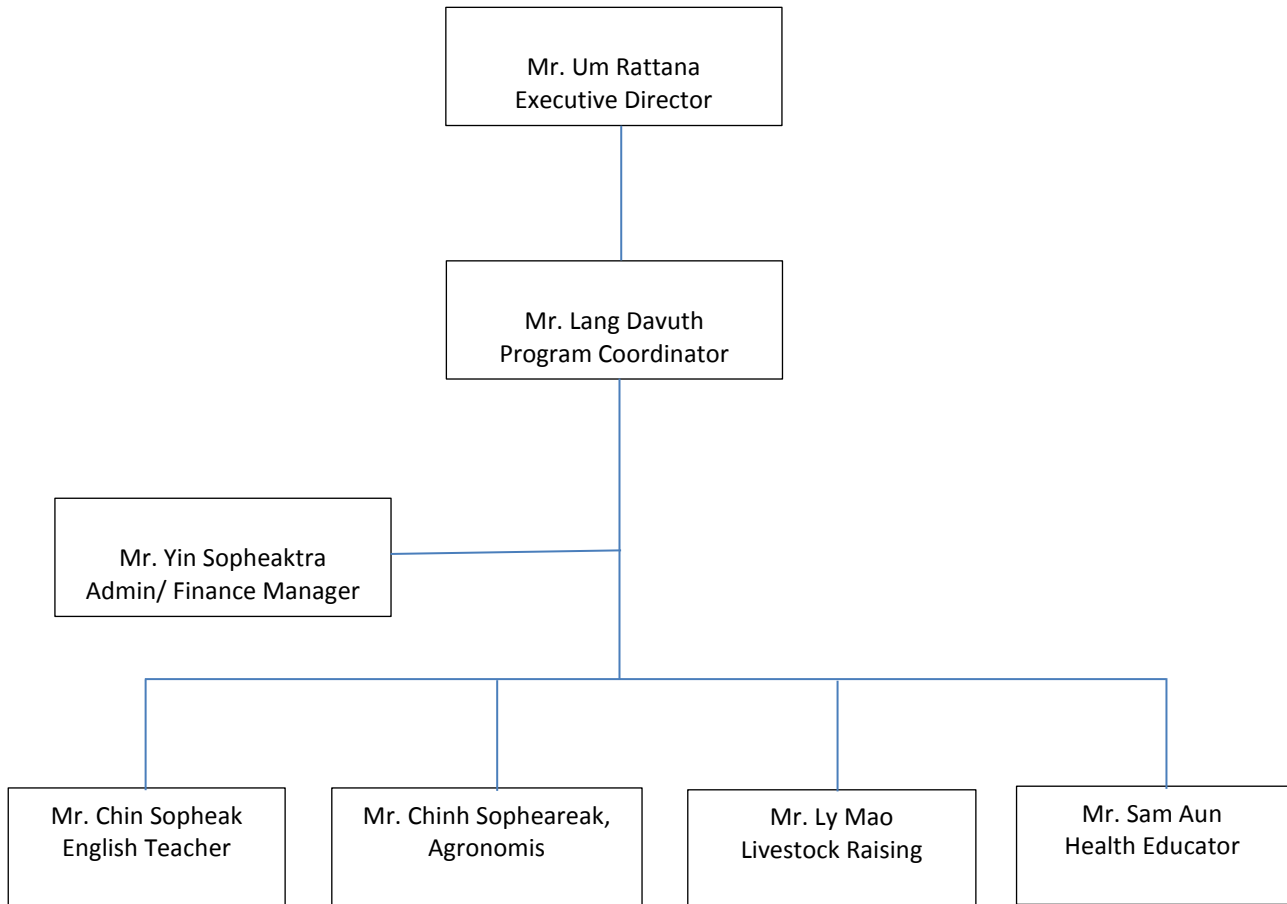 Mr. Um Rattana
Executive Director
Mr. Lang Davuth
Program Coordinator
Mr. Yin Sopheaktra
Admin/ Finance Manager
Mr. Chin Sopheak
English Teacher
Mr. Chinh Sopheareak,
Agronomis
Mr. Ly Mao
Livestock Raising
Mr. Sam Aun
Health Educator